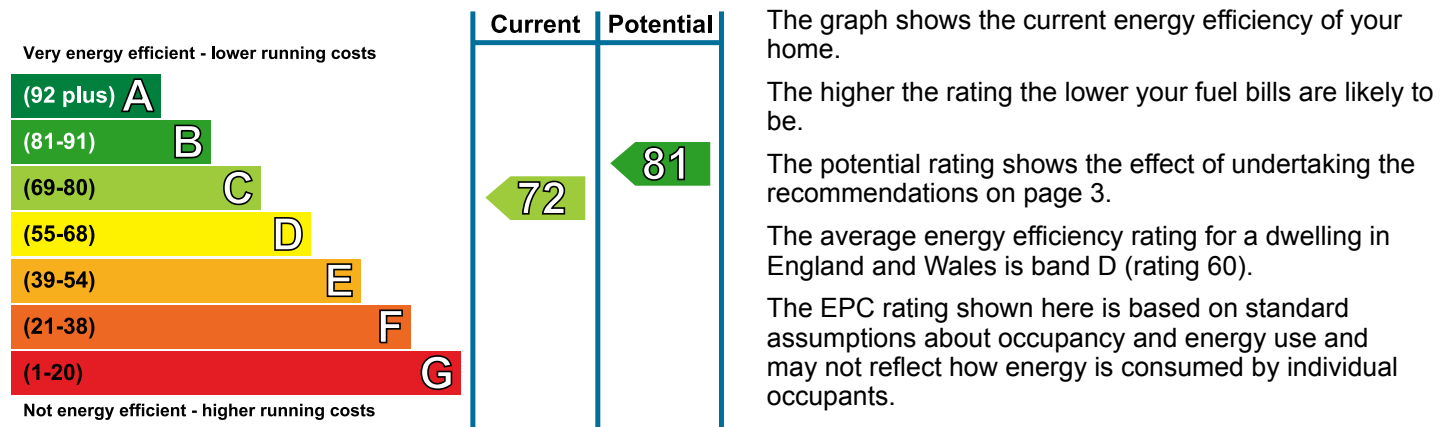 Current Potential
Very energy efficient - lower running costs
(92 plus) A
(81-91) B
(69-80) C
(55-68) D
(39-54) E
(21-38) F
(1-20) G
Not energy efficient - higher running costs
72
81
The graph shows the current energy efficiency of your
home.
The higher the rating the lower your fuel bills are likely to
be.
The potential rating shows the effect of undertaking the
recommendations on page 3.
The average energy efficiency rating for a dwelling in
England and Wales is band D (rating 60).
The EPC rating shown here is based on standard
assumptions about occupancy and energy use and
may not reflect how energy is consumed by individual
occupants.